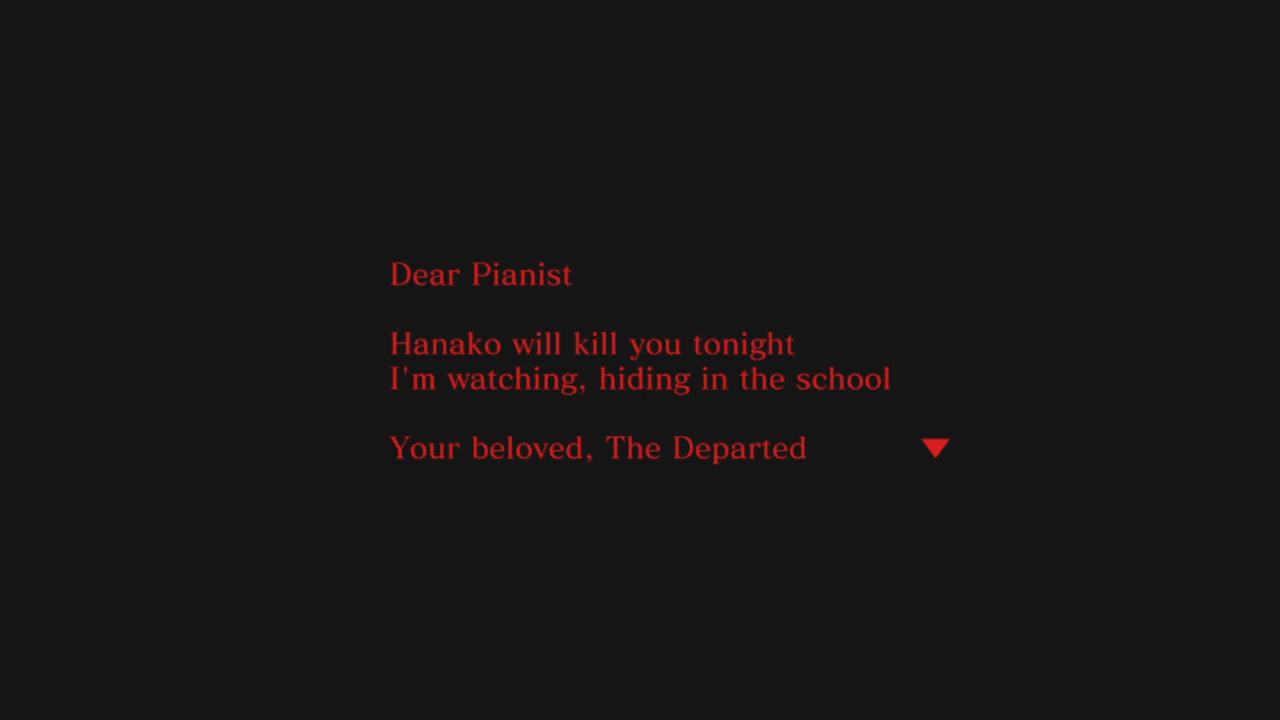 Dear Pianist
Hanako will kill you tonight
I'm watching, hiding in the school
Your beloved, The Departed